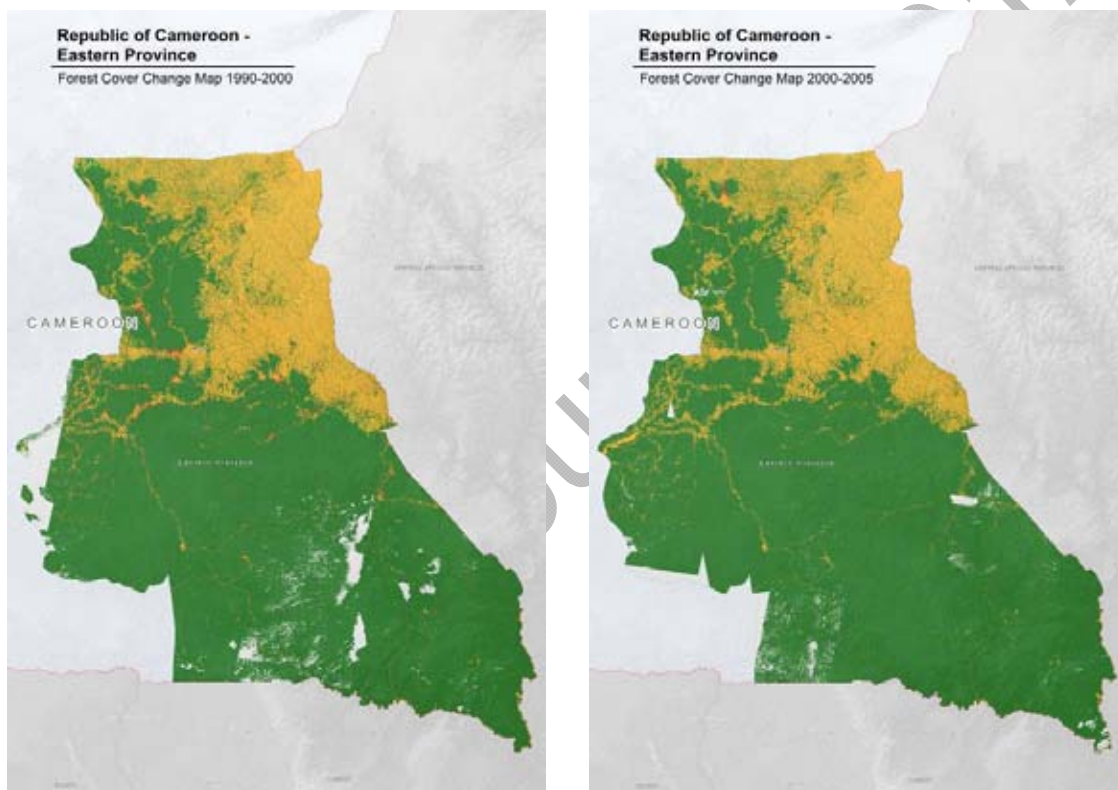 Republic of Cameroon -
Eastern Province
Forest Cover Change Map 1990-2000
CAMEROON
Republic of Cameroon -
Eastern Province
Forest Cover Change Map 2000-2005
CAMEROON